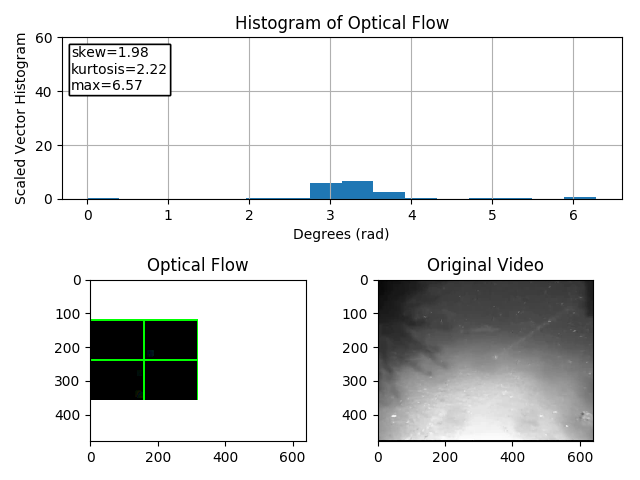 Histogram of Optical Flow
Scaled Vector Histogram
60
40
20
0
skew=1.98
kurtosis=2.22
max=6.57
0 1 2 3 4 5 6
Degrees (rad)
Optical Flow
0
100
200
300
400
0 200 400 600
Original Video
0
100
200
300
400
0 200 400 600